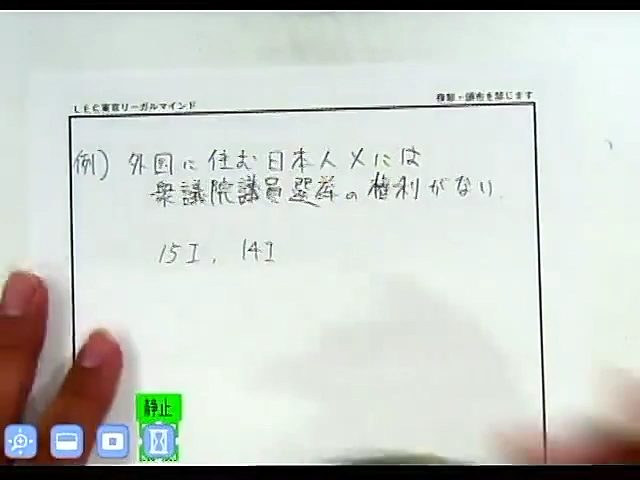 LEC東京リーガルマインド
複製・頒布を禁じます
例) 外国に住む日本人Xには
衆議院議員選挙の権利がない
15I, 14I
静止